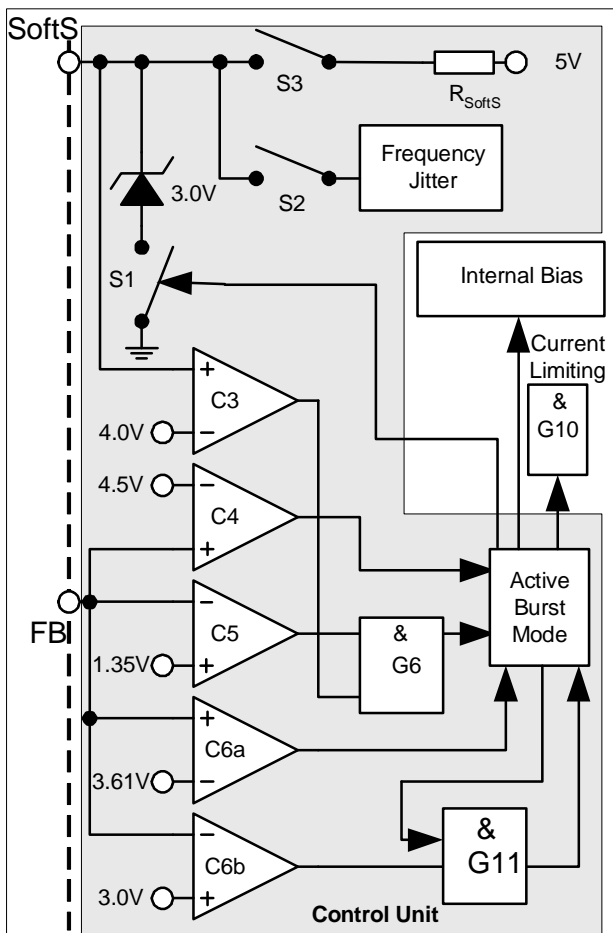 SoftS
5V
S3
R_SoftS
Frequency
Jitter
3.0V
S2
S1
Internal Bias
Current
Limiting
&
G10
+
C3
4.0V
−
4.5V
−
C4
+
Active
Burst
Mode
FB
−
C5
1.35V
+
&
G6
+
C6a
3.61V
−
−
C6b
3.0V
+
&
G11
Control Unit